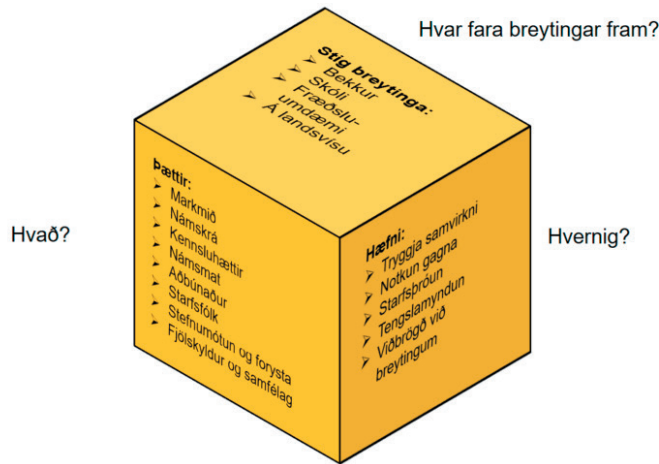 Hvar fara breytingar fram?
Stig breytinga:
➢ Bekkur
➢ Skóli
➢ Fræðslu-
umdæmi
➢ Á landsvísu
Hvað?
Þættir:
➢ Markmið
➢ Námskrá
➢ Kennsluhættir
➢ Námsmat
➢ Aðbúnaður
➢ Starfsfólk
➢ Stefnumótun og forysta
➢ Fjölskyldur og samfélag
Hvernig?
Hæfni:
➢ Tryggja samvirkni
➢ Notkun gagna
➢ Starfsþróun
➢ Tengslamyndun
➢ Viðbrögð við
breytingum